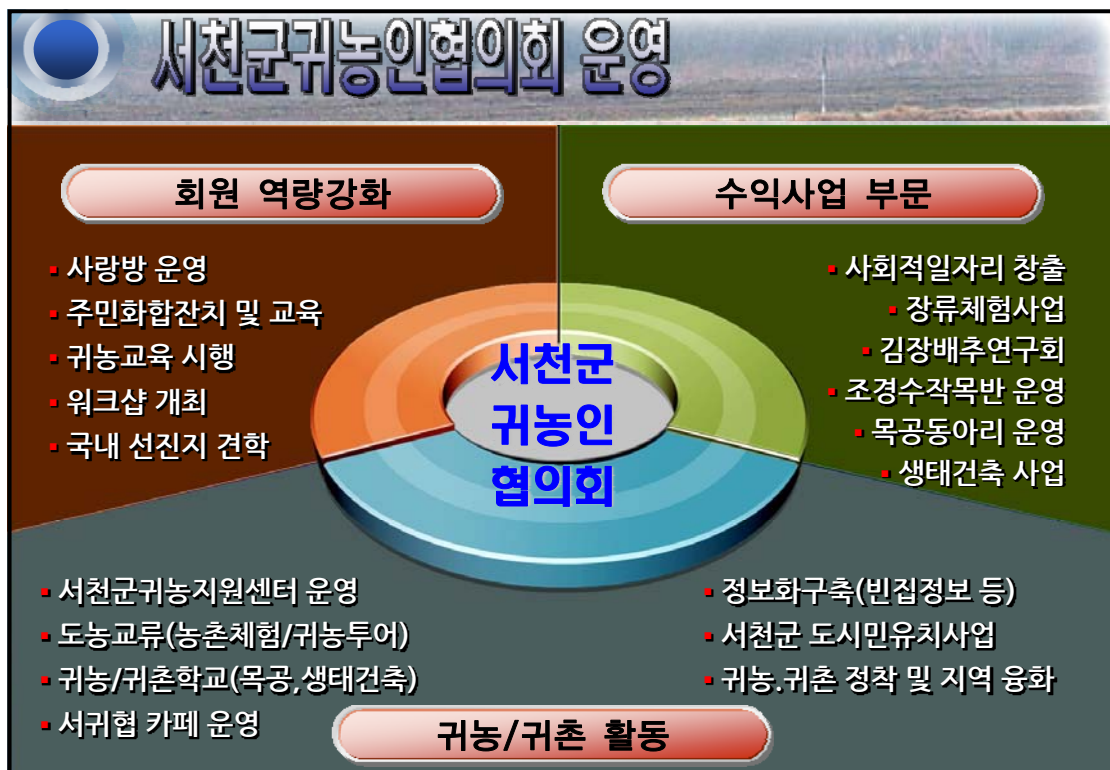 서천군귀농인협의회 운영
회원 역량강화
▪ 사랑방 운영
▪ 주민화합잔치 및 교육
▪ 귀농교육 시행
▪ 워크샵 개최
▪ 국내 선진지 견학
수익사업 부문
▪ 사회적일자리 창출
▪ 장류체험사업
▪ 김장배추연구회
▪ 조경수작목반 운영
▪ 목공동아리 운영
▪ 생태건축 사업
서천군
귀농인
협의회
▪ 서천군귀농지원센터 운영
▪ 도농교류(농촌체험/귀농투어)
▪ 귀농/귀촌학교(목공,생태건축)
▪ 서귀협 카페 운영
▪ 정보화구축(빈집정보 등)
▪ 서천군 도시민유치사업
▪ 귀농.귀촌 정착 및 지역 융화
귀농/귀촌 활동